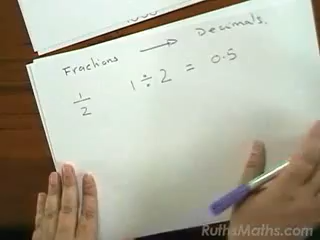 Fractions → Decimals.
1/2 1 ÷ 2 = 0.5
RuthsMaths.com